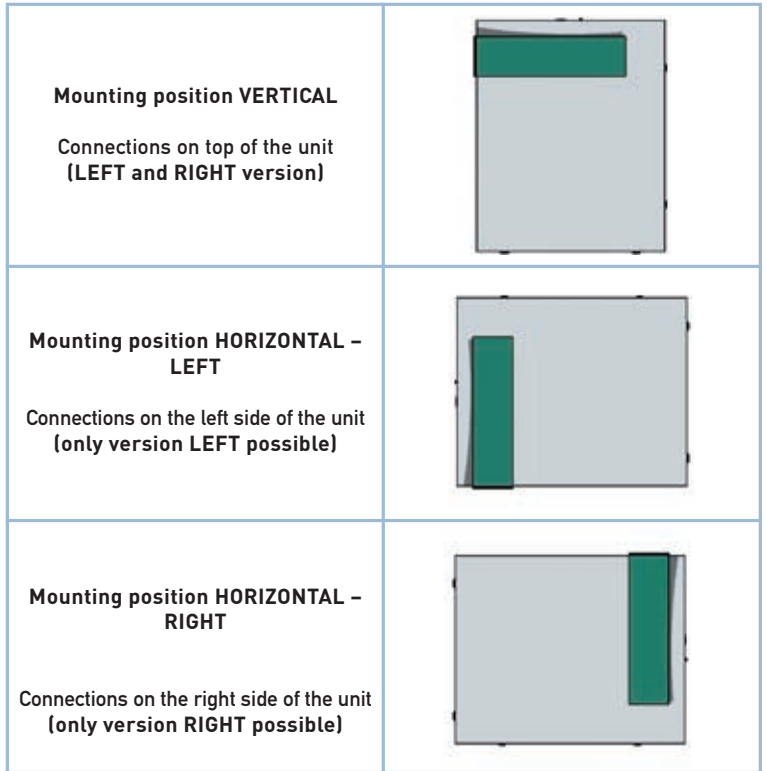 Mounting position VERTICAL
Connections on top of the unit
(LEFT and RIGHT version)
Mounting position HORIZONTAL –
LEFT
Connections on the left side of the unit
(only version LEFT possible)
Mounting position HORIZONTAL –
RIGHT
Connections on the right side of the unit
(only version RIGHT possible)